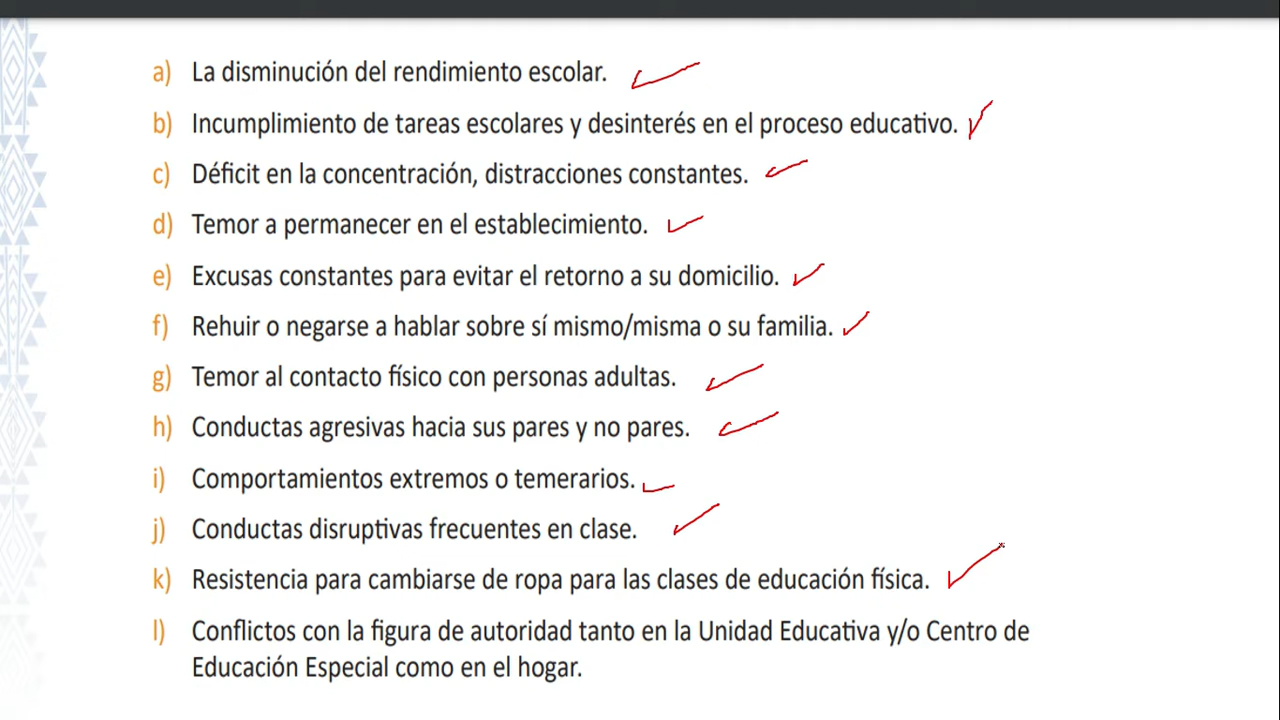 a) La disminución del rendimiento escolar.
b) Incumplimiento de tareas escolares y desinterés en el proceso educativo.
c) Déficit en la concentración, distracciones constantes.
d) Temor a permanecer en el establecimiento.
e) Excusas constantes para evitar el retorno a su domicilio.
f) Rehuir o negarse a hablar sobre sí mismo/misma o su familia.
g) Temor al contacto físico con personas adultas.
h) Conductas agresivas hacia sus pares y no pares.
i) Comportamientos extremos o temerarios.
j) Conductas disruptivas frecuentes en clase.
k) Resistencia para cambiarse de ropa para las clases de educación física.
l) Conflictos con la figura de autoridad tanto en la Unidad Educativa y/o Centro de
Educación Especial como en el hogar.